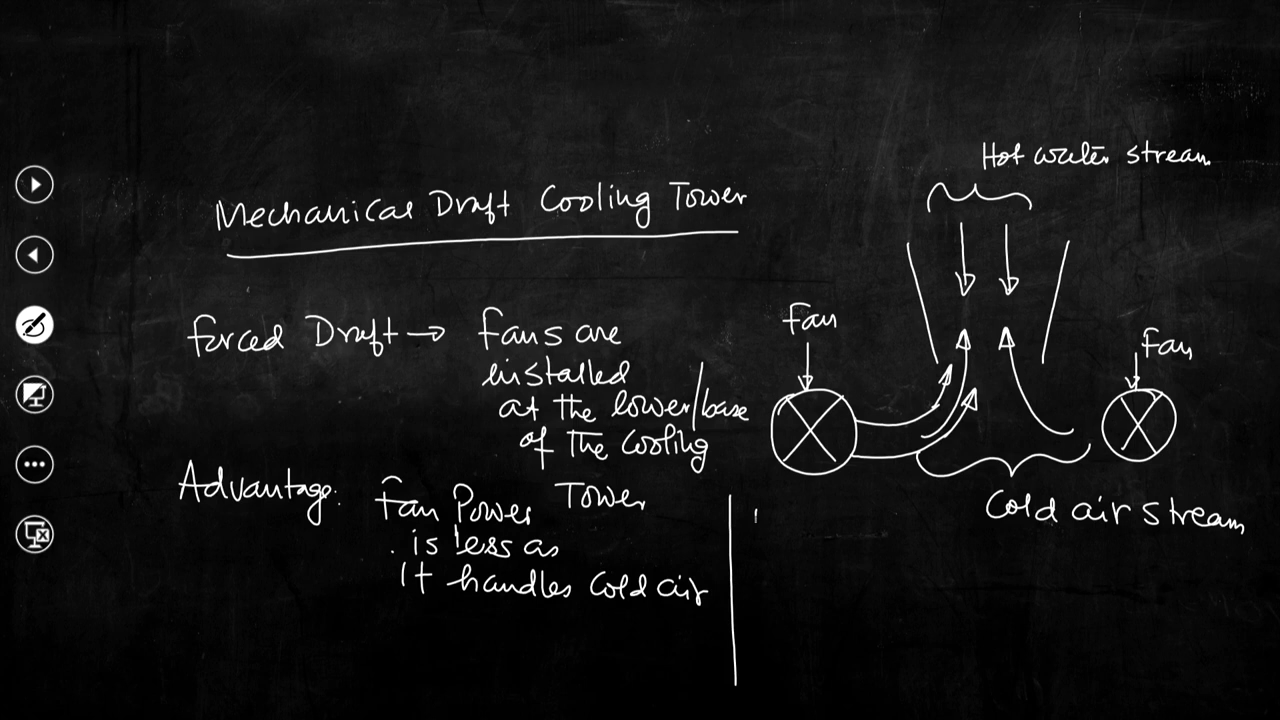 Hot water stream
Mechanical Draft Cooling Tower
Forced Draft → Fans are
installed
at the lower/base
of the cooling
Tower
Advantage: Fan Power
is less as
it handles cold air
Fan
Fan
Cold air stream